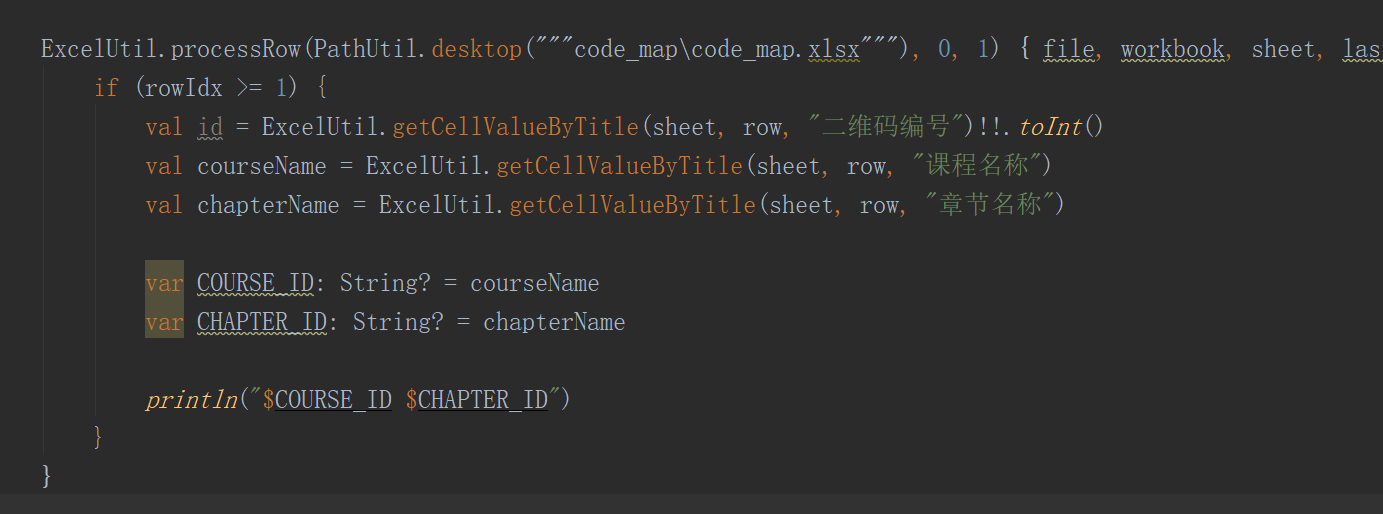 ExcelUtil.processRow(PathUtil.desktop("""code_map\code_map.xlsx"""), 0, 1) { file, workbook, sheet, las
if (rowIdx >= 1) {
val id = ExcelUtil.getCellValueByTitle(sheet, row, "二维码编号")!!.toInt()
val courseName = ExcelUtil.getCellValueByTitle(sheet, row, "课程名称")
val chapterName = ExcelUtil.getCellValueByTitle(sheet, row, "章节名称")
var COURSE_ID: String? = courseName
var CHAPTER_ID: String? = chapterName
println("$COURSE_ID $CHAPTER_ID")
}
}